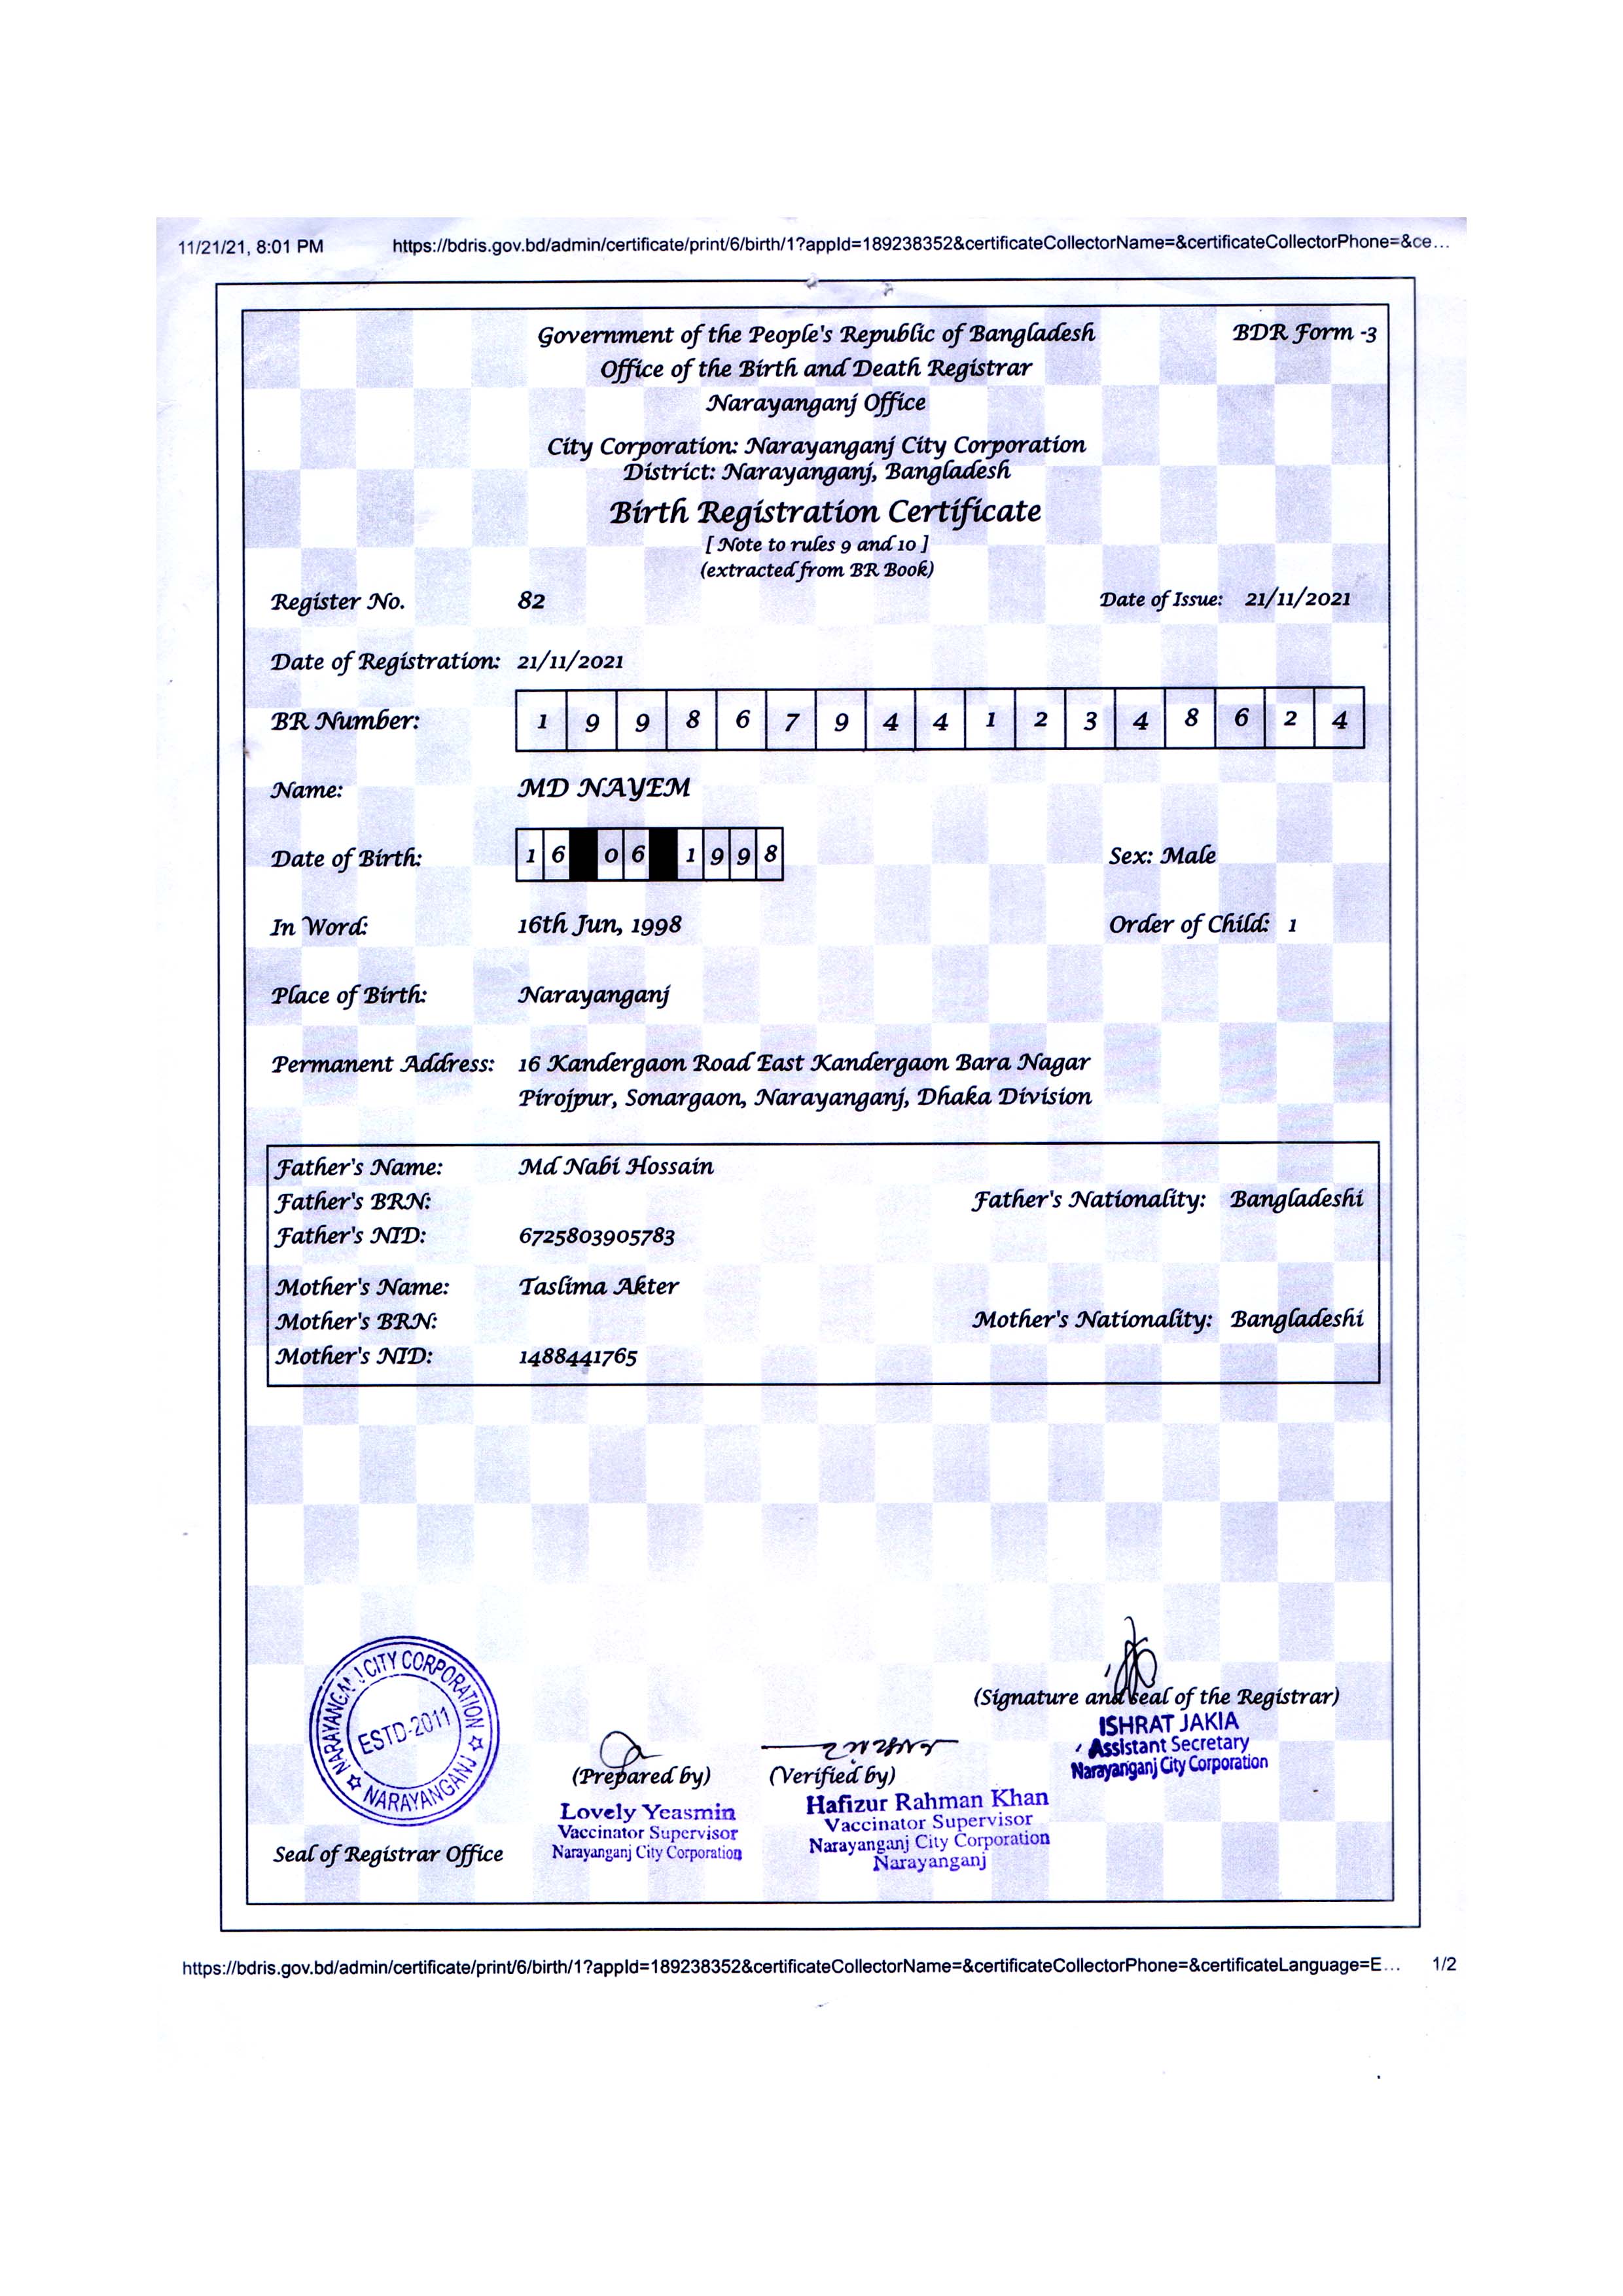 11/21/21, 8:01 PM https://bdris.gov.bd/admin/certificate/print/6/birth/1?appId=189238352&certificateCollectorName=&certificateCollectorPhone=&ce...
Government of the People's Republic of Bangladesh BDR Form -3
Office of the Birth and Death Registrar
Narayanganj Office
City Corporation: Narayanganj City Corporation
District: Narayanganj, Bangladesh
Birth Registration Certificate
[ Note to rules 9 and 10 ]
(extracted from BR Book)
Register No. 82 Date of Issue: 21/11/2021
Date of Registration: 21/11/2021
BR Number: 1 9 9 8 6 7 9 4 4 1 2 3 4 8 6 2 4
Name: MD NAYEM
Date of Birth: 1 6 0 6 1 9 9 8 Sex: Male
In Word: 16th Jun, 1998 Order of Child: 1
Place of Birth: Narayanganj
Permanent Address: 16 Kandergaon Road East Kandergaon Bara Nagar
Pirojpur, Sonargaon, Narayanganj, Dhaka Division
Father's Name: Md Nabi Hossain
Father's BRN: Father's Nationality: Bangladeshi
Father's NID: 6725803905783
Mother's Name: Taslima Akter
Mother's BRN: Mother's Nationality: Bangladeshi
Mother's NID: 1488441765
NARAYANGANJ CITY CORPORATION
ESTD-2011
NARAYANGANJ
Seal of Registrar Office
(Prepared by)
Lovely Yeasmin
Vaccinator Supervisor
Narayanganj City Corporation
(Verified by)
Hafizur Rahman Khan
Vaccinator Supervisor
Narayanganj City Corporation
Narayanganj
(Signature and seal of the Registrar)
ISHRAT JAKIA
Assistant Secretary
Narayanganj City Corporation
https://bdris.gov.bd/admin/certificate/print/6/birth/1?appId=189238352&certificateCollectorName=&certificateCollectorPhone=&certificateLanguage=E... 1/2